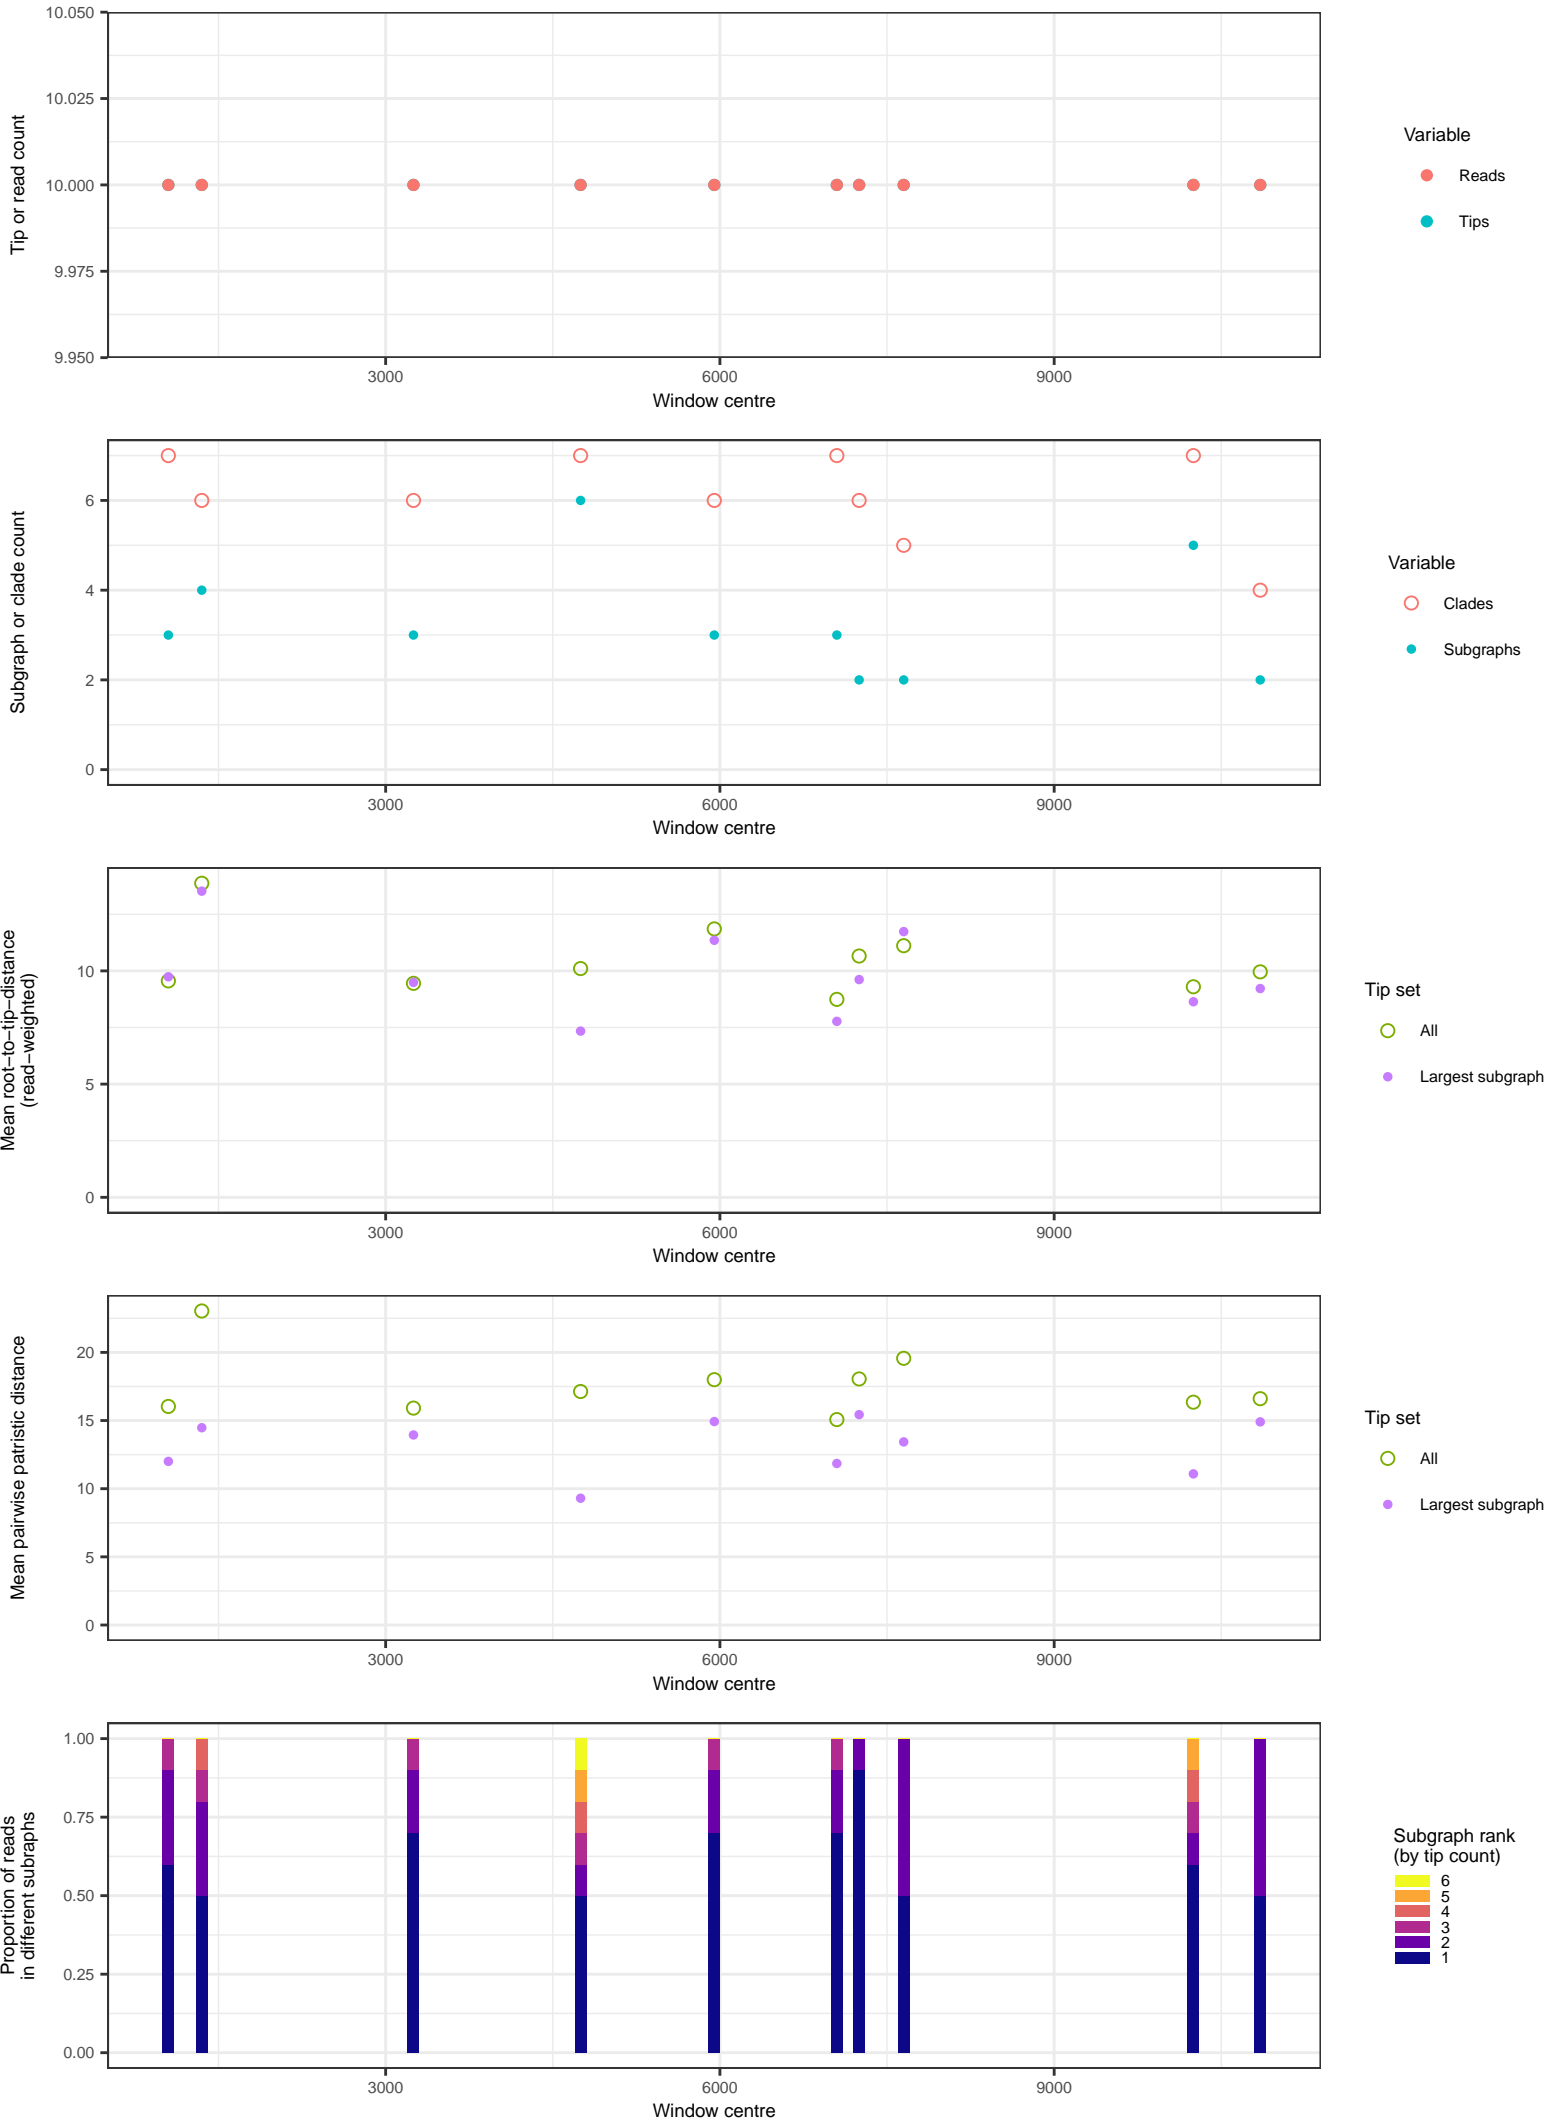 10.050
10.025
10.000
9.975
9.950
Tip or read count
3000 6000 9000
Window centre
Variable
Reads
Tips
6
4
2
0
Subgraph or clade count
3000 6000 9000
Window centre
Variable
Clades
Subgraphs
10
5
0
Mean root−to−tip−distance
(read−weighted)
3000 6000 9000
Window centre
Tip set
All
Largest subgraph
20
15
10
5
0
Mean pairwise patristic distance
3000 6000 9000
Window centre
Tip set
All
Largest subgraph
1.00
0.75
0.50
0.25
0.00
Proportion of reads
in different subraphs
3000 6000 9000
Window centre
Subgraph rank
(by tip count)
6
5
4
3
2
1